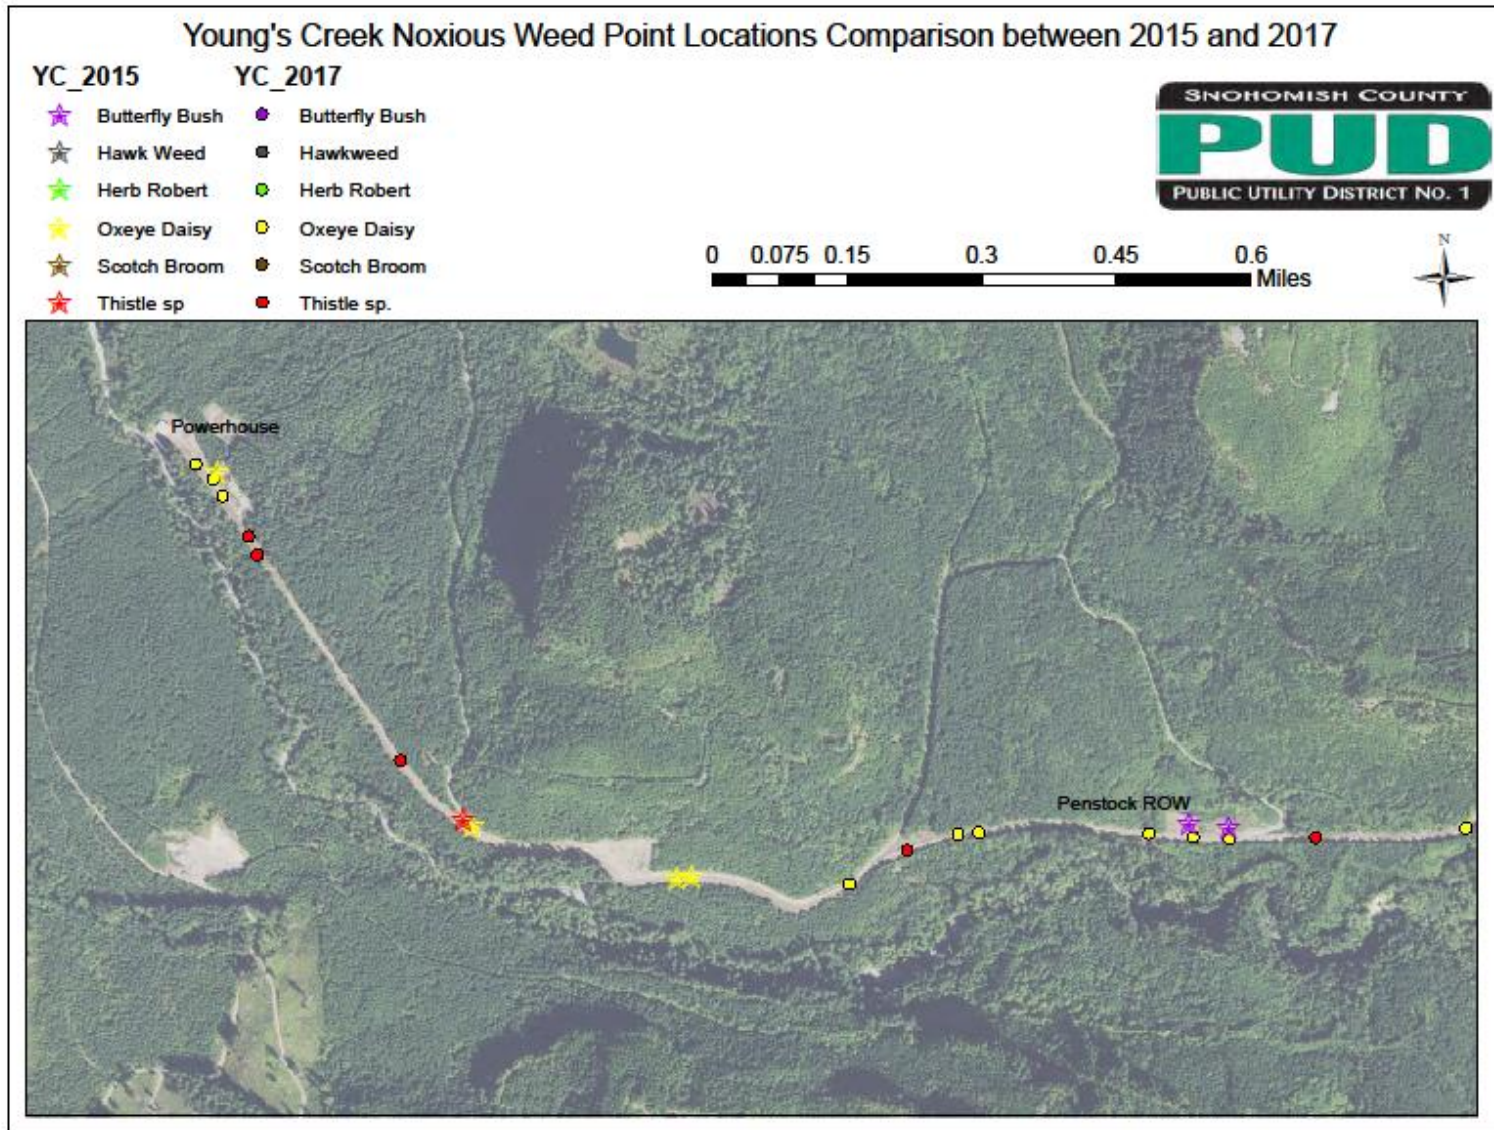 Young's Creek Noxious Weed Point Locations Comparison between 2015 and 2017
YC_2015 YC_2017
Butterfly Bush Butterfly Bush
Hawk Weed Hawkweed
Herb Robert Herb Robert
Oxeye Daisy Oxeye Daisy
Scotch Broom Scotch Broom
Thistle sp Thistle sp.
SNOHOMISH COUNTY
PUD
PUBLIC UTILITY DISTRICT NO. 1
0 0.075 0.15 0.3 0.45 0.6
Miles
N
Powerhouse
Penstock ROW